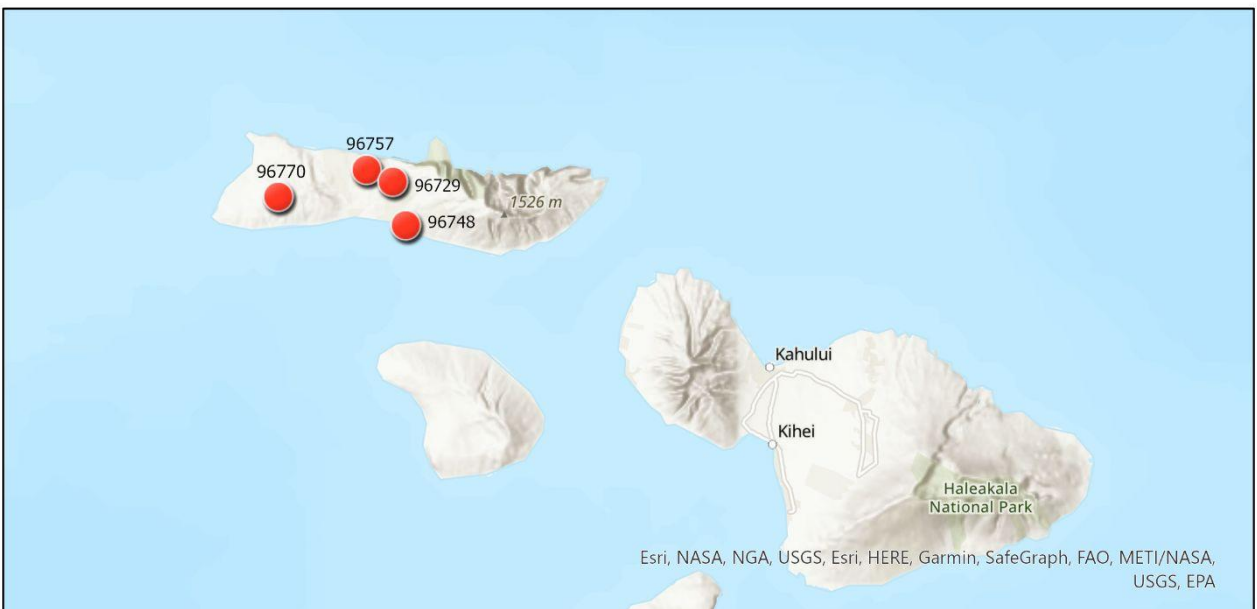 96757
96770
96729
1526 m
96748
Kahului
Kihei
Haleakala
National Park
Esri, NASA, NGA, USGS, Esri, HERE, Garmin, SafeGraph, FAO, METI/NASA,
USGS, EPA